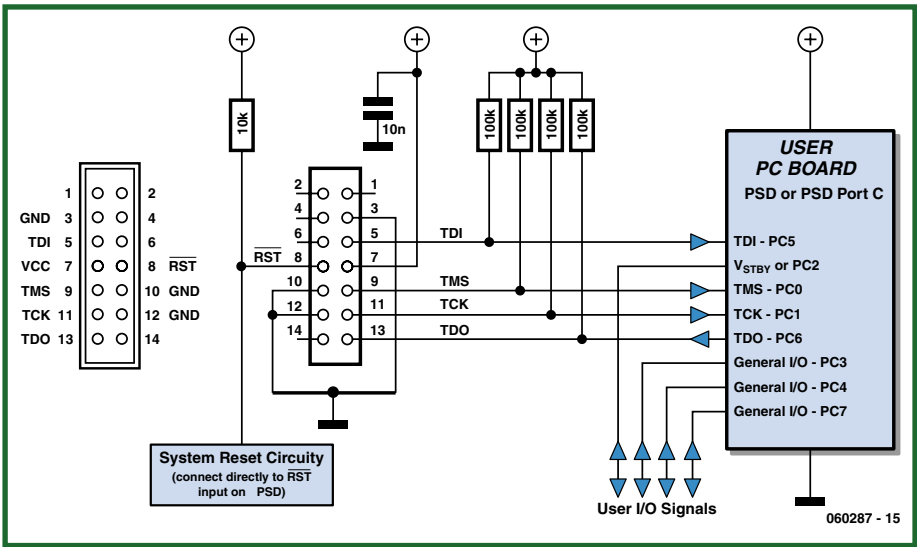 10k
10n
100k
100k
100k
100k
USER
PC BOARD
PSD or PSD Port C
1 2
GND 3 4
TDI 5 6
VCC 7 8 RST
TMS 9 10 GND
TCK 11 12 GND
TDO 13 14
2 1
4 3
6 5 TDI
RST 8 7
10 9 TMS
12 11 TCK
14 13 TDO
TDI - PC5
VSTBY or PC2
TMS - PC0
TCK - PC1
TDO - PC6
General I/O - PC3
General I/O - PC4
General I/O - PC7
System Reset Circuity
(connect directly to RST
input on PSD)
User I/O Signals
060287 - 15